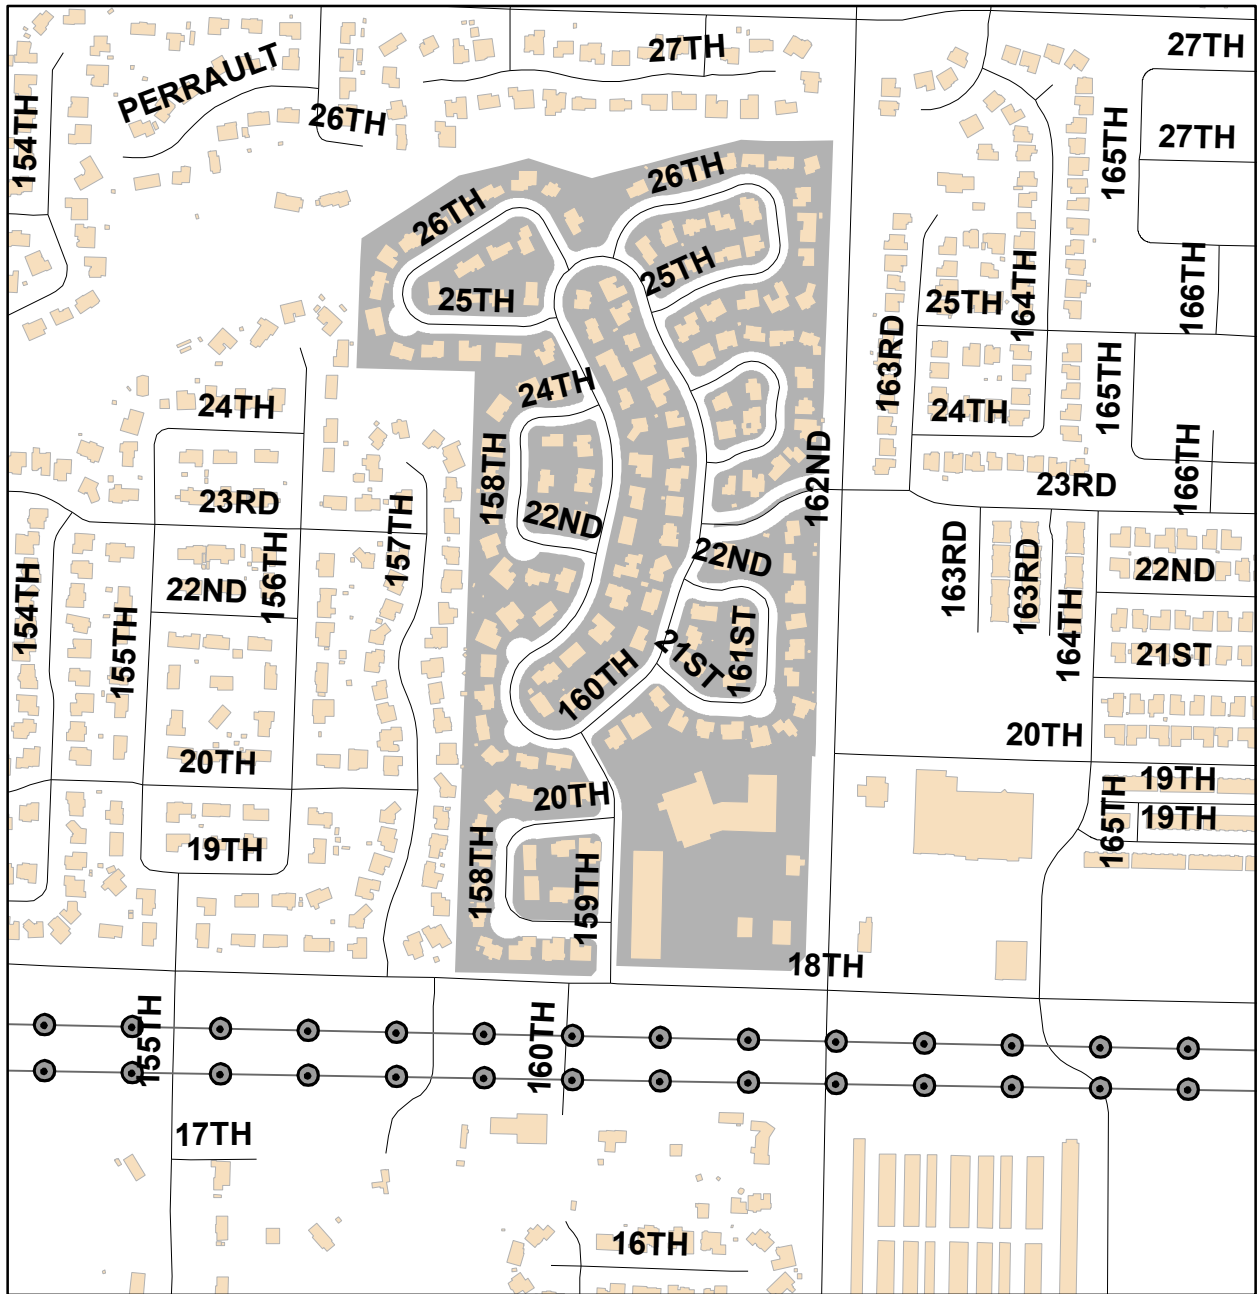 27TH
27TH
PERRAULT
26TH
154TH
165TH
27TH
26TH
26TH
25TH
25TH
164TH
166TH
25TH
163RD
24TH
24TH
24TH
165TH
158TH
162ND
166TH
23RD
23RD
22ND
157TH
156TH
22ND
22ND
163RD
163RD
164TH
22ND
154TH
155TH
21ST
161ST
21ST
160TH
20TH
20TH
20TH
19TH
19TH
165TH
19TH
158TH
159TH
18TH
155TH
160TH
17TH
16TH